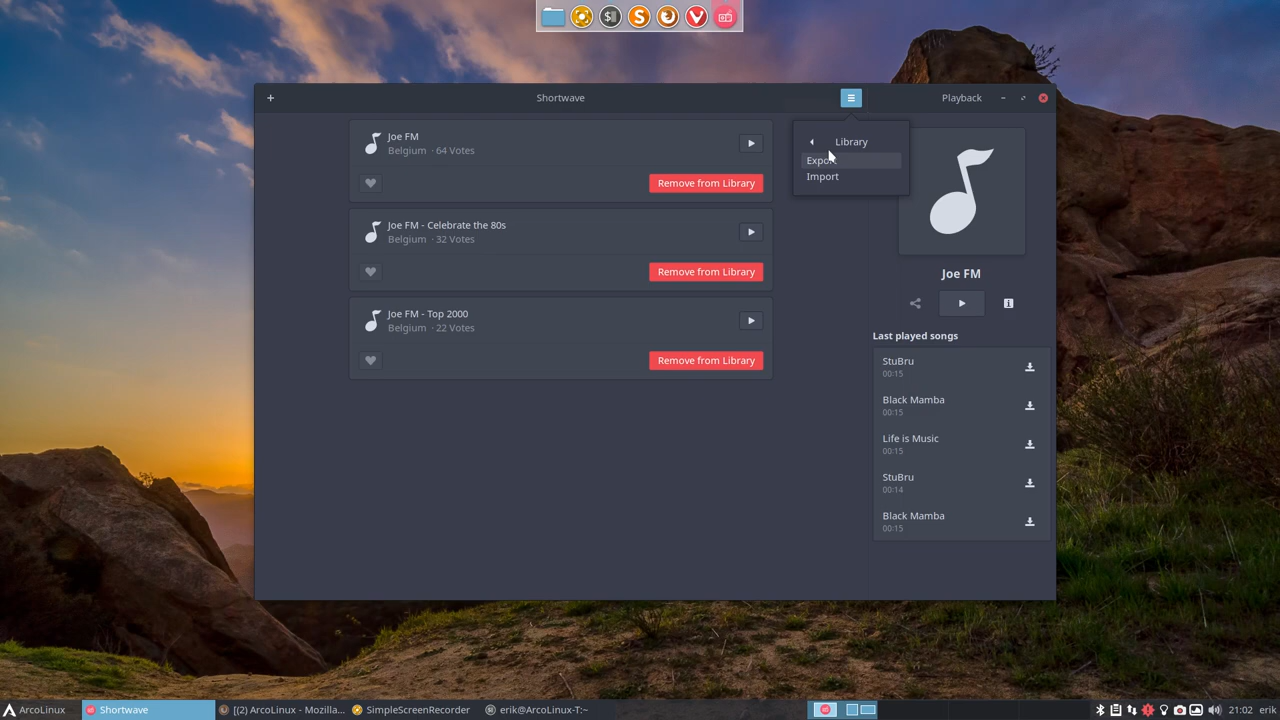 Shortwave
Playback
Joe FM
Belgium · 64 Votes
Remove from Library
Joe FM - Celebrate the 80s
Belgium · 32 Votes
Remove from Library
Joe FM - Top 2000
Belgium · 22 Votes
Remove from Library
Library
Export
Import
Joe FM
Last played songs
StuBru
00:15
Black Mamba
00:15
Life is Music
00:15
StuBru
00:14
Black Mamba
00:15
ArcoLinux
Shortwave
[(2) ArcoLinux - Mozilla...
SimpleScreenRecorder
erik@ArcoLinux-T:~
21:02
erik